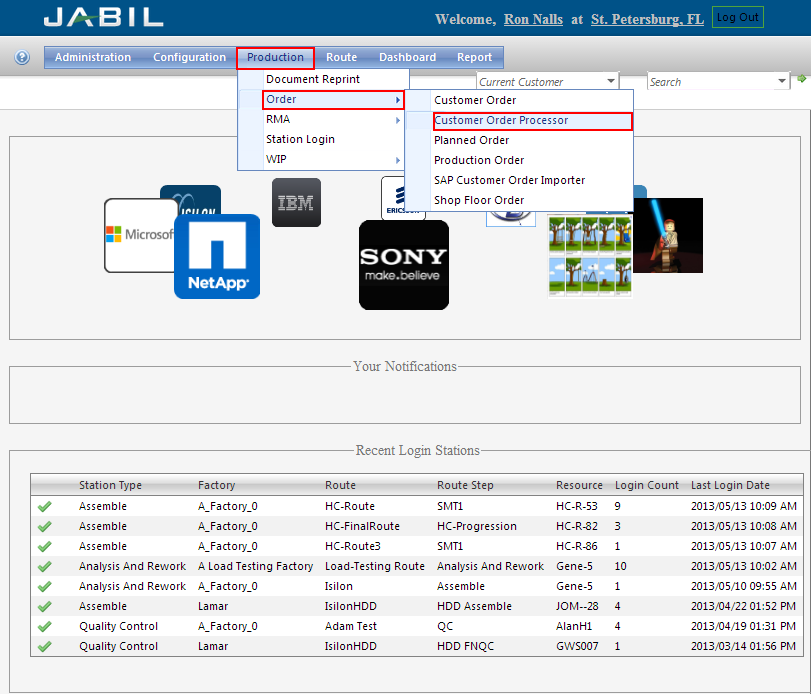 JABIL
Welcome, Ron Nalls at St. Petersburg, FL Log Out
Administration Configuration Production Route Dashboard Report
Document Reprint
Current Customer Search
Order
Customer Order
Customer Order Processor
RMA
Planned Order
Station Login
Production Order
WIP
SAP Customer Order Importer
Shop Floor Order
IBM
ERICSSON
Microsoft
NetApp
SONY
make.believe
Your Notifications
Recent Login Stations
Station Type Factory Route Route Step Resource Login Count Last Login Date
Assemble A_Factory_0 HC-Route SMT1 HC-R-53 9 2013/05/13 10:09 AM
Assemble A_Factory_0 HC-FinalRoute HC-Progression HC-R-82 3 2013/05/13 10:08 AM
Assemble A_Factory_0 HC-Route3 SMT1 HC-R-86 1 2013/05/13 10:07 AM
Analysis And Rework A Load Testing Factory Load-Testing Route Analysis And Rework Gene-5 10 2013/05/13 10:02 AM
Analysis And Rework A_Factory_0 Isilon Assemble Gene-5 1 2013/05/10 09:55 AM
Assemble Lamar IsilonHDD HDD Assemble JOM--28 4 2013/04/22 01:52 PM
Quality Control A_Factory_0 Adam Test QC AlanH1 4 2013/04/19 01:31 PM
Quality Control Lamar IsilonHDD HDD FNQC GWS007 1 2013/03/14 01:56 PM